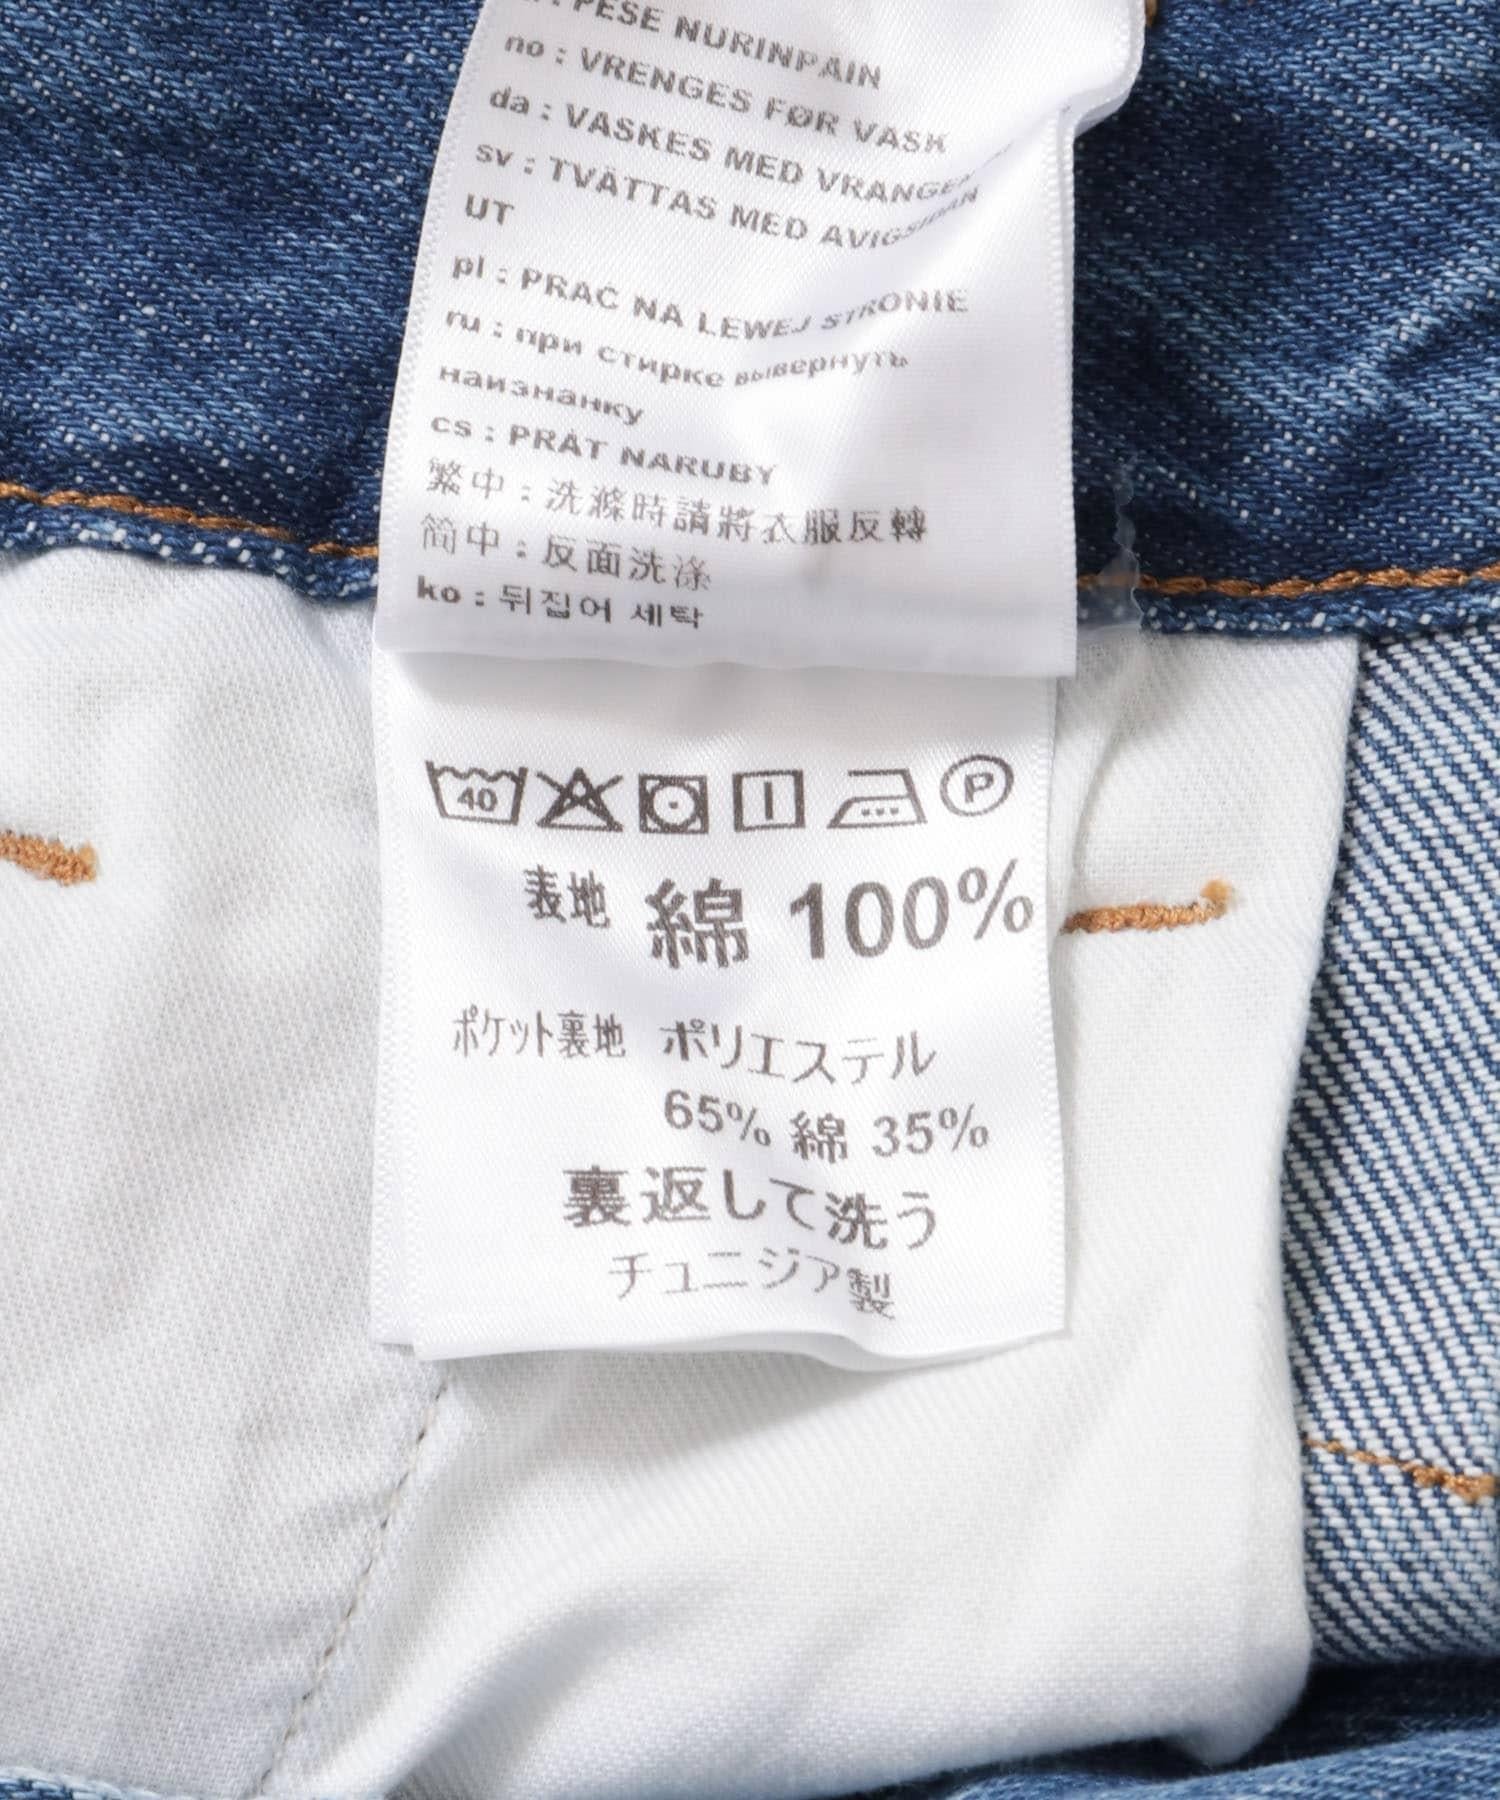 : PESE NURINPAIN
no : VRENGES FØR VASK
da : VASKES MED VRANGEN
sv : TVÄTTAS MED AVIGSIDAN
UT
pl : PRAC NA LEWEJ STRONIE
ru : при стирке вывернуть
наизнанку
cs : PRÁT NARUBY
繁中 : 洗滌時請將衣服反轉
简中 : 反面洗涤
ko : 뒤집어 세탁
40 P
表地 綿 100%
ポケット裏地 ポリエステル
65% 綿 35%
裏返して洗う
チュニジア製